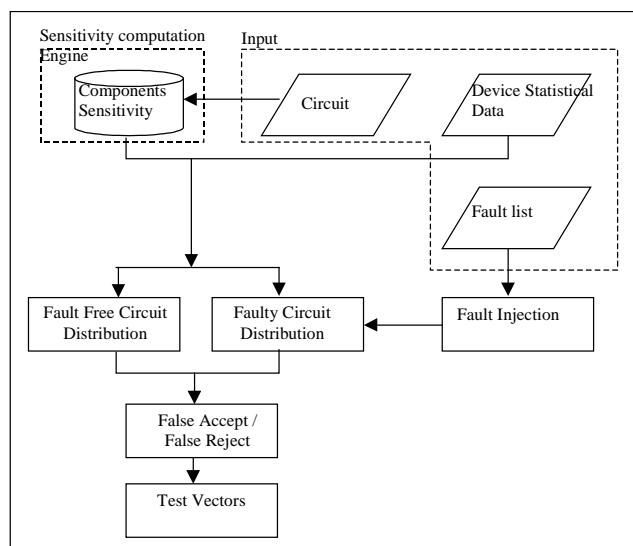 Sensitivity computation
Engine
Input
Components
Sensitivity
Circuit
Device Statistical
Data
Fault list
Fault Free Circuit
Distribution
Faulty Circuit
Distribution
Fault Injection
False Accept /
False Reject
Test Vectors